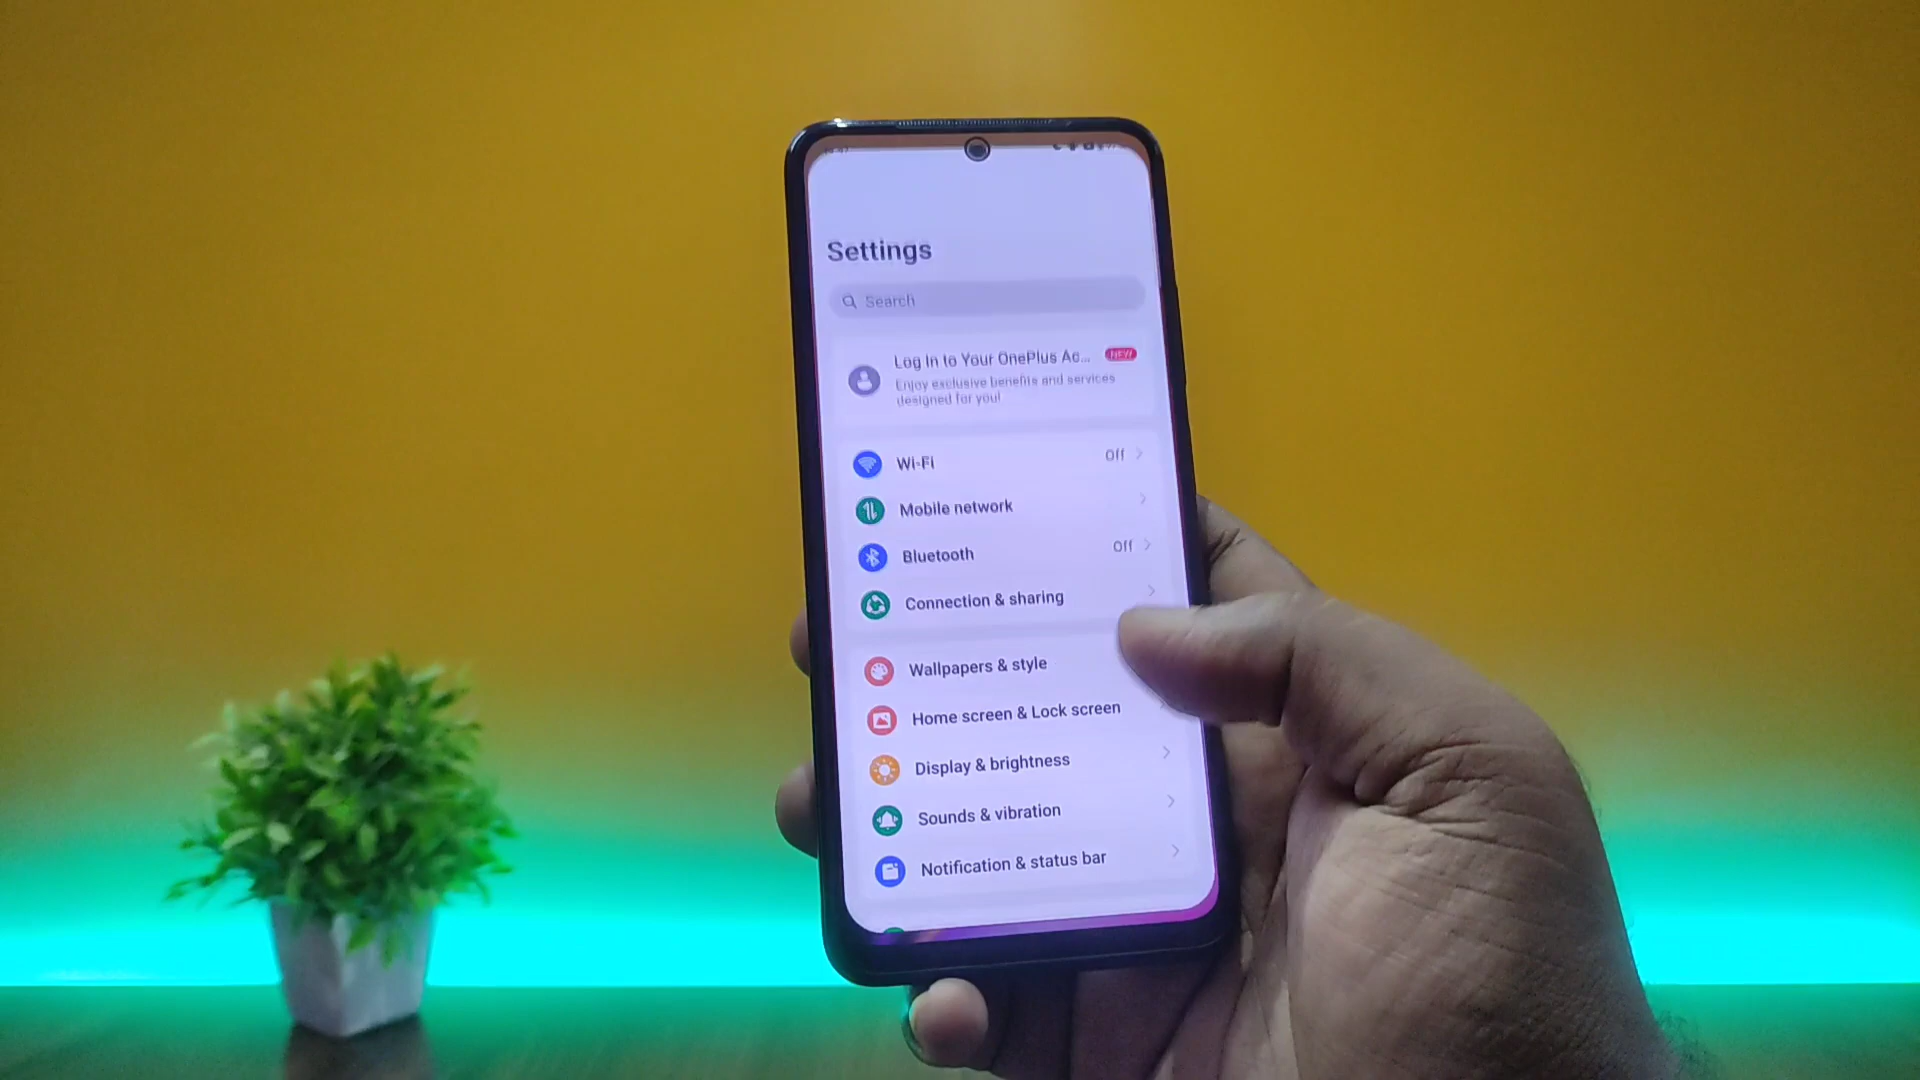 Settings
Search
Log In to Your OnePlus Ac...
NEW
Enjoy exclusive benefits and services
designed for you!
Wi-Fi
Off
Mobile network
Bluetooth
Off
Connection & sharing
Wallpapers & style
Home screen & Lock screen
Display & brightness
Sounds & vibration
Notification & status bar